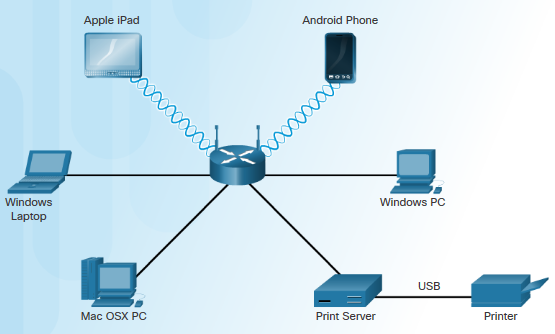 Apple iPad
Android Phone
Windows
Laptop
Windows PC
USB
Mac OSX PC
Print Server
Printer